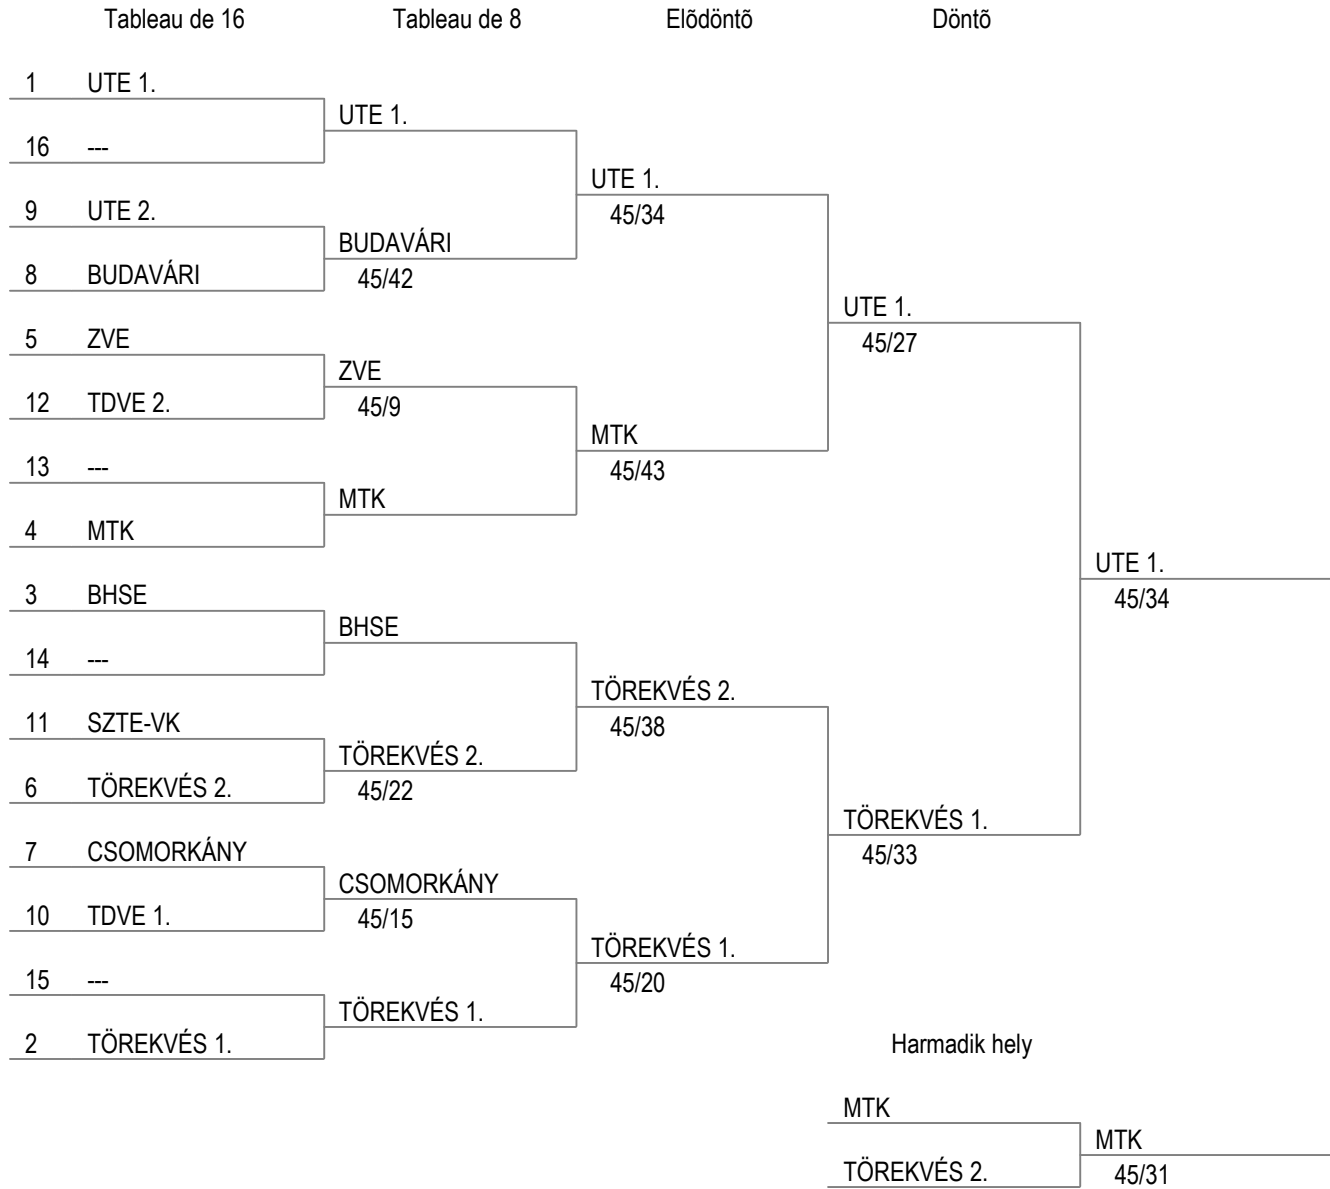 Tableau de 16 Tableau de 8 Elõdöntõ Döntõ
1 UTE 1.
UTE 1.
16 ---
UTE 1.
45/34
9 UTE 2.
BUDAVÁRI
45/42
8 BUDAVÁRI
UTE 1.
45/27
5 ZVE
ZVE
45/9
12 TDVE 2.
MTK
45/43
13 ---
MTK
4 MTK
UTE 1.
45/34
3 BHSE
BHSE
14 ---
TÖREKVÉS 2.
45/38
11 SZTE-VK
TÖREKVÉS 2.
45/22
6 TÖREKVÉS 2.
TÖREKVÉS 1.
45/33
7 CSOMORKÁNY
CSOMORKÁNY
45/15
10 TDVE 1.
TÖREKVÉS 1.
45/20
15 ---
TÖREKVÉS 1.
2 TÖREKVÉS 1.
Harmadik hely
MTK
MTK
45/31
TÖREKVÉS 2.